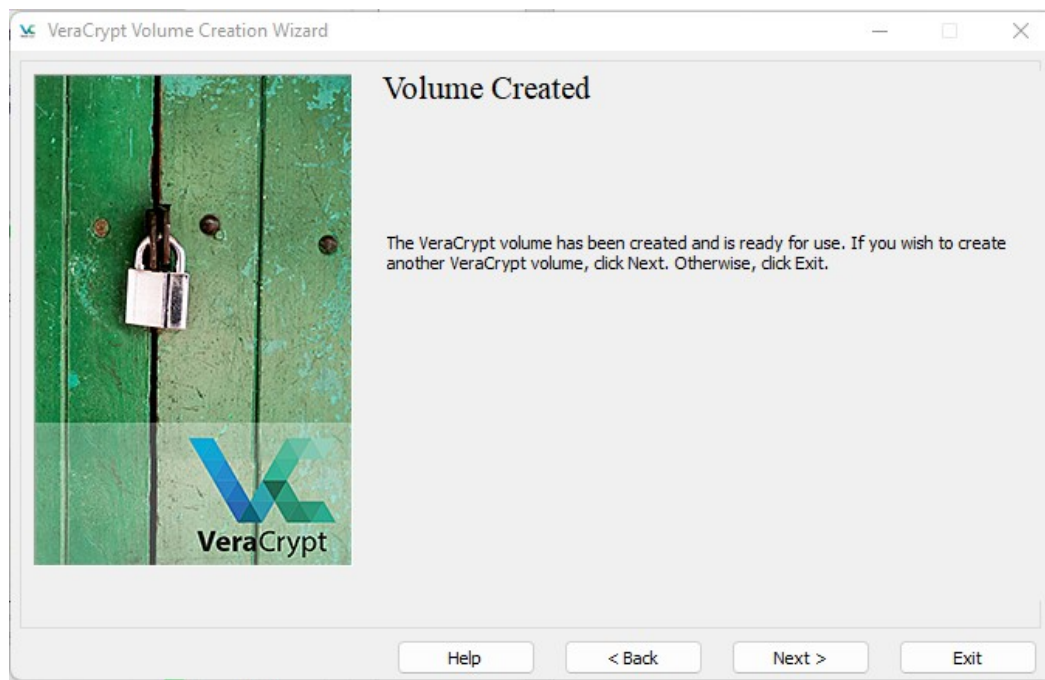 VeraCrypt Volume Creation Wizard
Volume Created
The VeraCrypt volume has been created and is ready for use. If you wish to create
another VeraCrypt volume, click Next. Otherwise, click Exit.
VeraCrypt
Help
< Back
Next >
Exit